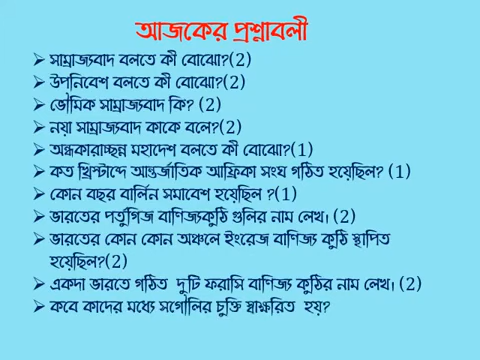 আজকের প্রশ্নাবলী
➢ সাম্রাজ্যবাদ বলতে কী বোঝো?(2)
➢ উপনিবেশ বলতে কী বোঝো?(2)
➢ ভৌমিক সাম্রাজ্যবাদ কি? (2)
➢ নয়া সাম্রাজ্যবাদ কাকে বলে?(2)
➢ অন্ধকারাচ্ছন্ন মহাদেশ বলতে কী বোঝো?(1)
➢ কত খ্রিস্টাব্দে আন্তর্জাতিক আফ্রিকা সংঘ গঠিত হয়েছিল? (1)
➢ কোন বছর বার্লিন সমাবেশ হয়েছিল ?(1)
➢ ভারতের পর্তুগিজ বাণিজ্যকুঠি গুলির নাম লেখ। (2)
➢ ভারতের কোন কোন অঞ্চলে ইংরেজ বাণিজ্য কুঠি স্থাপিত
হয়েছিল?(2)
➢ একদা ভারতে গঠিত দুটি ফরাসি বাণিজ্য কুঠির নাম লেখ। (2)
➢ কবে কাদের মধ্যে সগৌলির চুক্তি স্বাক্ষরিত হয়?